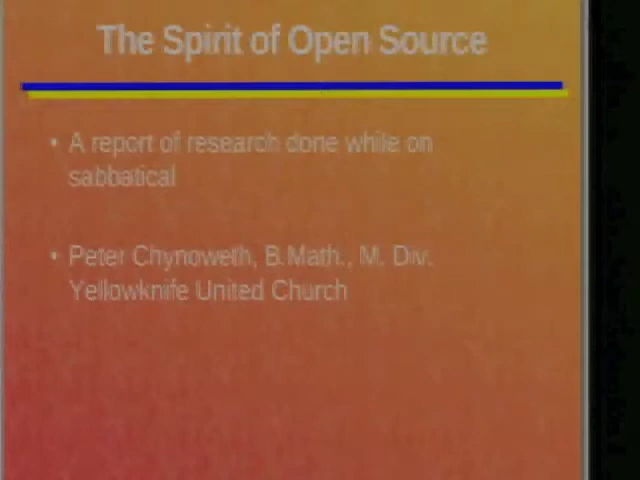 The Spirit of Open Source
• A report of research done while on
sabbatical
• Peter Chynoweth, B.Math., M. Div.
Yellowknife United Church